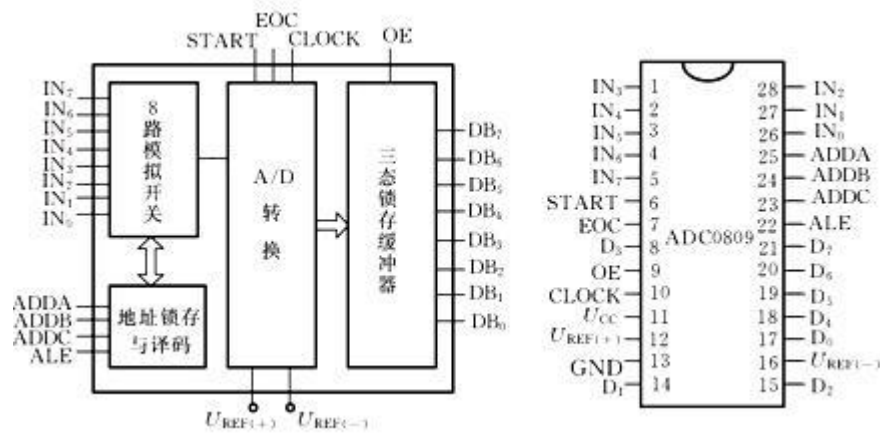 EOC
START CLOCK OE
IN₇
IN₆
IN₅
IN₄
IN₃
IN₂
IN₁
IN₀
8路模拟开关
A/D
转
换
三态锁存缓冲器
DB₇
DB₆
DB₅
DB₄
DB₃
DB₂
DB₁
DB₀
ADDA
ADDB
ADDC
ALE
地址锁存
与译码
U_REF(+) U_REF(−)
IN₃ 1 28 IN₂
IN₄ 2 27 IN₁
IN₅ 3 26 IN₀
IN₆ 4 25 ADDA
IN₇ 5 24 ADDB
START 6 23 ADDC
EOC 7 22 ALE
ADC0809
D₃ 8 21 D₇
OE 9 20 D₆
CLOCK 10 19 D₅
U_CC 11 18 D₄
U_REF(+) 12 17 D₀
GND 13 16 U_REF(−)
D₁ 14 15 D₂